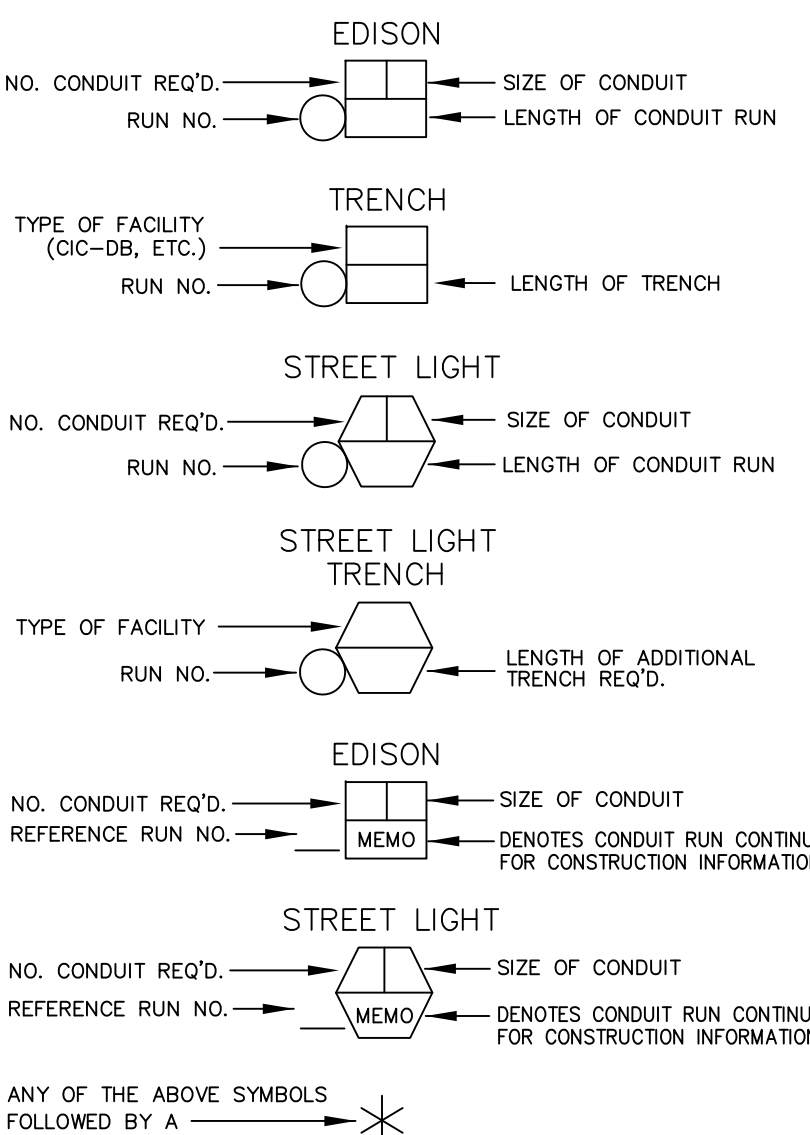 EDISON
NO. CONDUIT REQ'D.
SIZE OF CONDUIT
RUN NO.
LENGTH OF CONDUIT RUN
TRENCH
TYPE OF FACILITY
(CIC-DB, ETC.)
RUN NO.
LENGTH OF TRENCH
STREET LIGHT
NO. CONDUIT REQ'D.
SIZE OF CONDUIT
RUN NO.
LENGTH OF CONDUIT RUN
STREET LIGHT
TRENCH
TYPE OF FACILITY
RUN NO.
LENGTH OF ADDITIONAL
TRENCH REQ'D.
EDISON
NO. CONDUIT REQ'D.
SIZE OF CONDUIT
REFERENCE RUN NO.
MEMO
DENOTES CONDUIT RUN CONTINU
FOR CONSTRUCTION INFORMATION
STREET LIGHT
NO. CONDUIT REQ'D.
SIZE OF CONDUIT
REFERENCE RUN NO.
MEMO
DENOTES CONDUIT RUN CONTINU
FOR CONSTRUCTION INFORMATION
ANY OF THE ABOVE SYMBOLS
FOLLOWED BY A